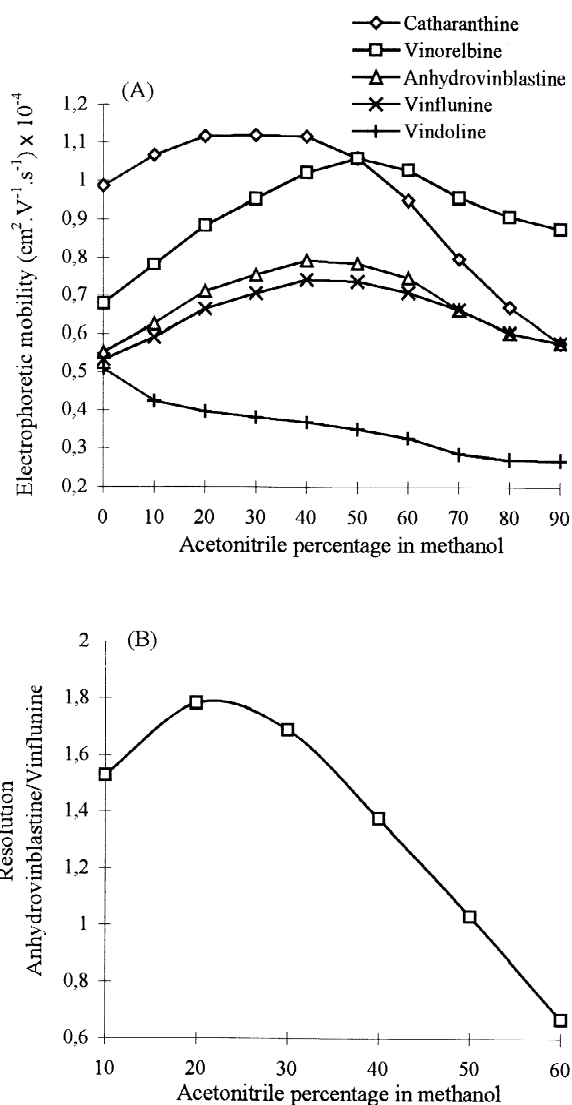 Catharanthine
Vinorelbine
Anhydrovinblastine
Vinflunine
Vindoline
(A)
Electrophoretic mobility (cm².V⁻¹.s⁻¹) x 10⁻⁴
1,2
1,1
1
0,9
0,8
0,7
0,6
0,5
0,4
0,3
0,2
0 10 20 30 40 50 60 70 80 90
Acetonitrile percentage in methanol
(B)
Resolution
Anhydrovinblastine/Vinflunine
2
1,8
1,6
1,4
1,2
1
0,8
0,6
10 20 30 40 50 60
Acetonitrile percentage in methanol